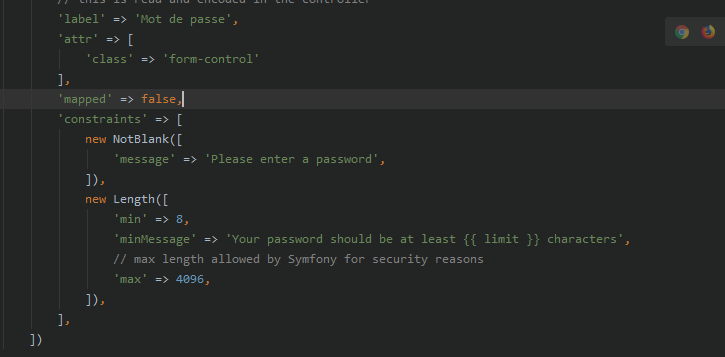 // this is read and encoded in the controller
'label' => 'Mot de passe',
'attr' => [
'class' => 'form-control'
],
'mapped' => false,
'constraints' => [
new NotBlank([
'message' => 'Please enter a password',
]),
new Length([
'min' => 8,
'minMessage' => 'Your password should be at least {{ limit }} characters',
// max length allowed by Symfony for security reasons
'max' => 4096,
]),
],
])